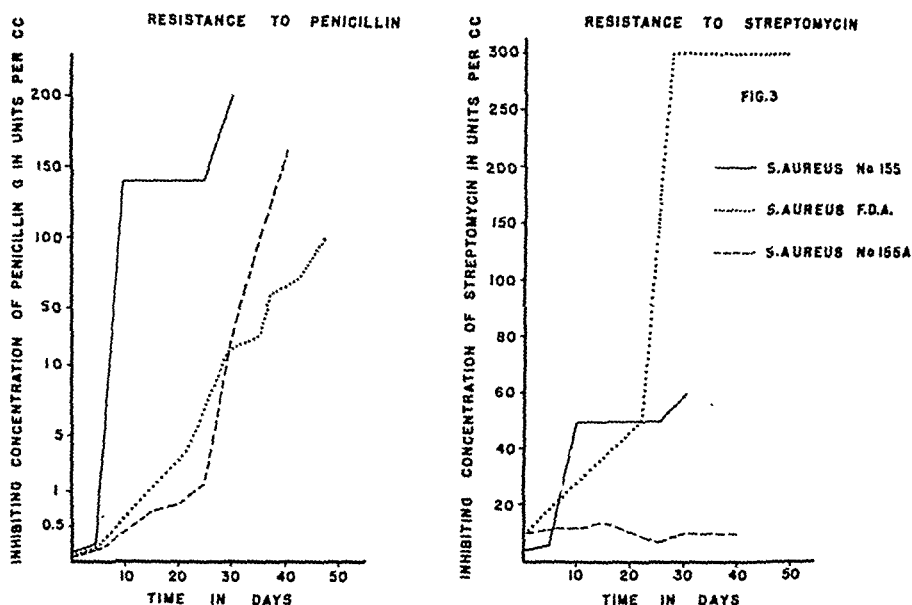 RESISTANCE TO PENICILLIN
INHIBITING CONCENTRATION OF PENICILLIN G IN UNITS PER CC
200
150
100
50
10
5
1
0.5
10 20 30 40 50
TIME IN DAYS
RESISTANCE TO STREPTOMYCIN
INHIBITING CONCENTRATION OF STREPTOMYCIN IN UNITS PER CC
300
250
200
150
100
80
60
40
20
10 20 30 40 50
TIME IN DAYS
FIG.3
S.AUREUS No 155
S.AUREUS F.D.A.
S.AUREUS No 155A